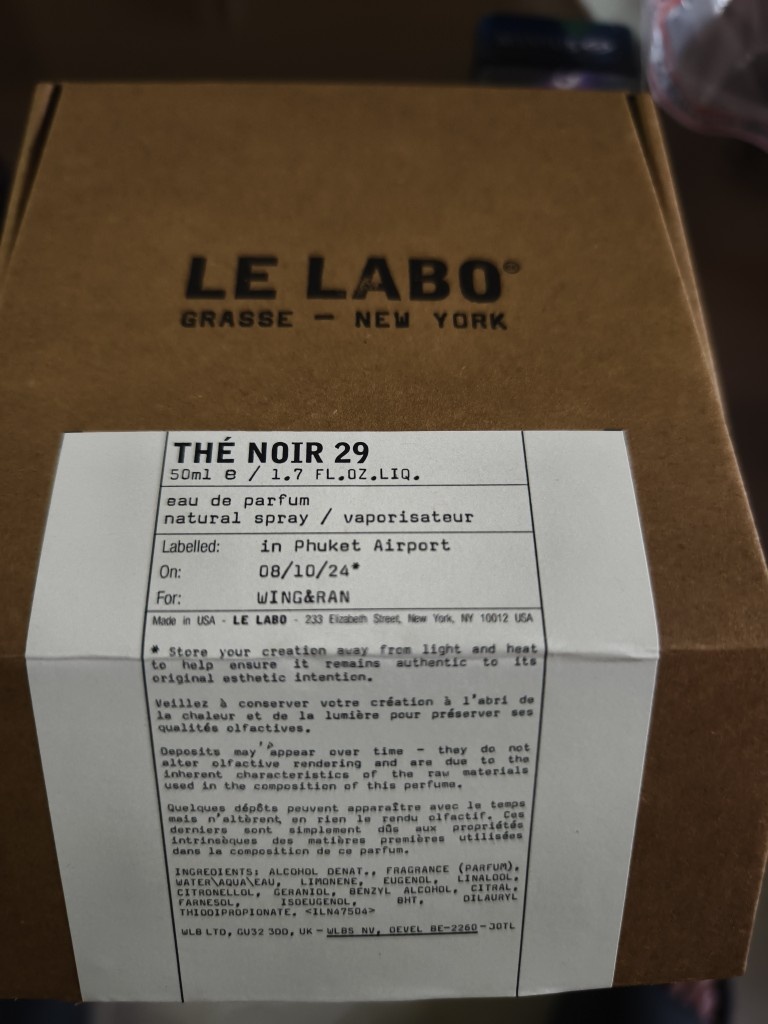 LE LABO®
GRASSE — NEW YORK
THÉ NOIR 29
50ml e / 1.7 FL.OZ.LIQ.
eau de parfum
natural spray / vaporisateur
Labelled: in Phuket Airport
On: 08/10/24*
For: WING&RAN
Made in USA - LE LABO - 233 Elizabeth Street, New York, NY 10012 USA
* Store your creation away from light and heat
to help ensure it remains authentic to its
original esthetic intention.
Veillez à conserver votre création à l'abri de
la chaleur et de la lumière pour préserver ses
qualités olfactives.
Deposits may appear over time - they do not
alter olfactive rendering and are due to the
inherent characteristics of the raw materials
used in the composition of this perfume.
Quelques dépôts peuvent apparaître avec le temps
mais n'altèrent en rien le rendu olfactif. Ces
derniers sont simplement dûs aux propriétés
intrinsèques des matières premières utilisées
dans la composition de ce parfum.
INGREDIENTS: ALCOHOL DENAT., FRAGRANCE (PARFUM),
WATER\AQUA\EAU, LIMONENE, EUGENOL, LINALOOL,
CITRONELLOL, GERANIOL, BENZYL ALCOHOL, CITRAL,
FARNESOL, ISOEUGENOL, BHT, DILAURYL
THIODIPROPIONATE. <ILN47504>
WLB LTD, GU32 3DD, UK - WLBS NV, OEVEL BE-2260 - JOTL